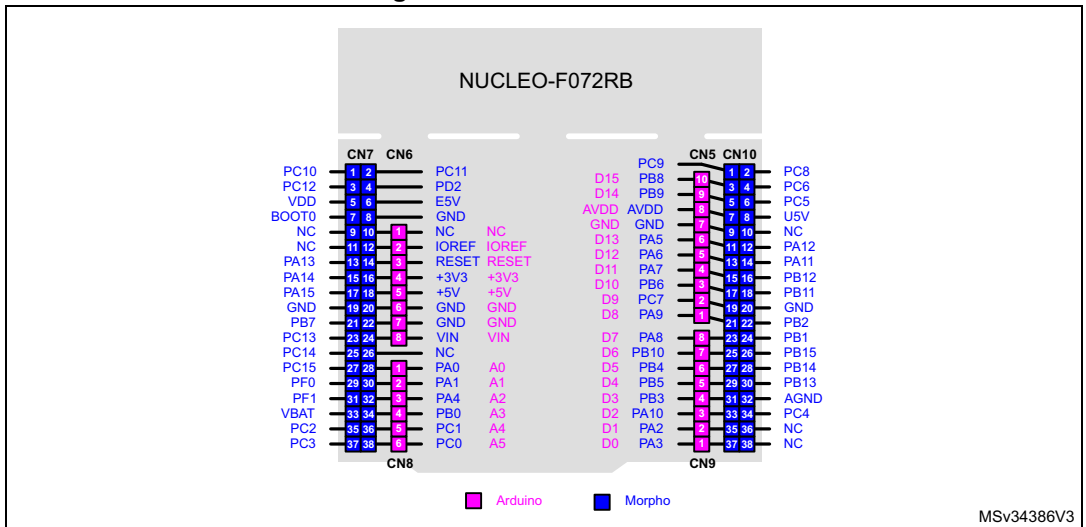 NUCLEO-F072RB
CN7 CN6 CN5 CN10
PC9
PC10 1 2 PC11 D15 PB8 10 1 2 PC8
PC12 3 4 PD2 D14 PB9 9 3 4 PC6
VDD 5 6 E5V AVDD AVDD 8 5 6 PC5
BOOT0 7 8 GND GND GND 7 7 8 U5V
NC 9 10 1 NC NC D13 PA5 6 9 10 NC
NC 11 12 2 IOREF IOREF D12 PA6 5 11 12 PA12
PA13 13 14 3 RESET RESET D11 PA7 4 13 14 PA11
PA14 15 16 4 +3V3 +3V3 D10 PB6 3 15 16 PB12
PA15 17 18 5 +5V +5V D9 PC7 2 17 18 PB11
GND 19 20 6 GND GND D8 PA9 1 19 20 GND
PB7 21 22 7 GND GND 21 22 PB2
PC13 23 24 8 VIN VIN D7 PA8 8 23 24 PB1
PC14 25 26 NC D6 PB10 7 25 26 PB15
PC15 27 28 1 PA0 A0 D5 PB4 6 27 28 PB14
PF0 29 30 2 PA1 A1 D4 PB5 5 29 30 PB13
PF1 31 32 3 PA4 A2 D3 PB3 4 31 32 AGND
VBAT 33 34 4 PB0 A3 D2 PA10 3 33 34 PC4
PC2 35 36 5 PC1 A4 D1 PA2 2 35 36 NC
PC3 37 38 6 PC0 A5 D0 PA3 1 37 38 NC
CN8 CN9
Arduino Morpho
MSv34386V3